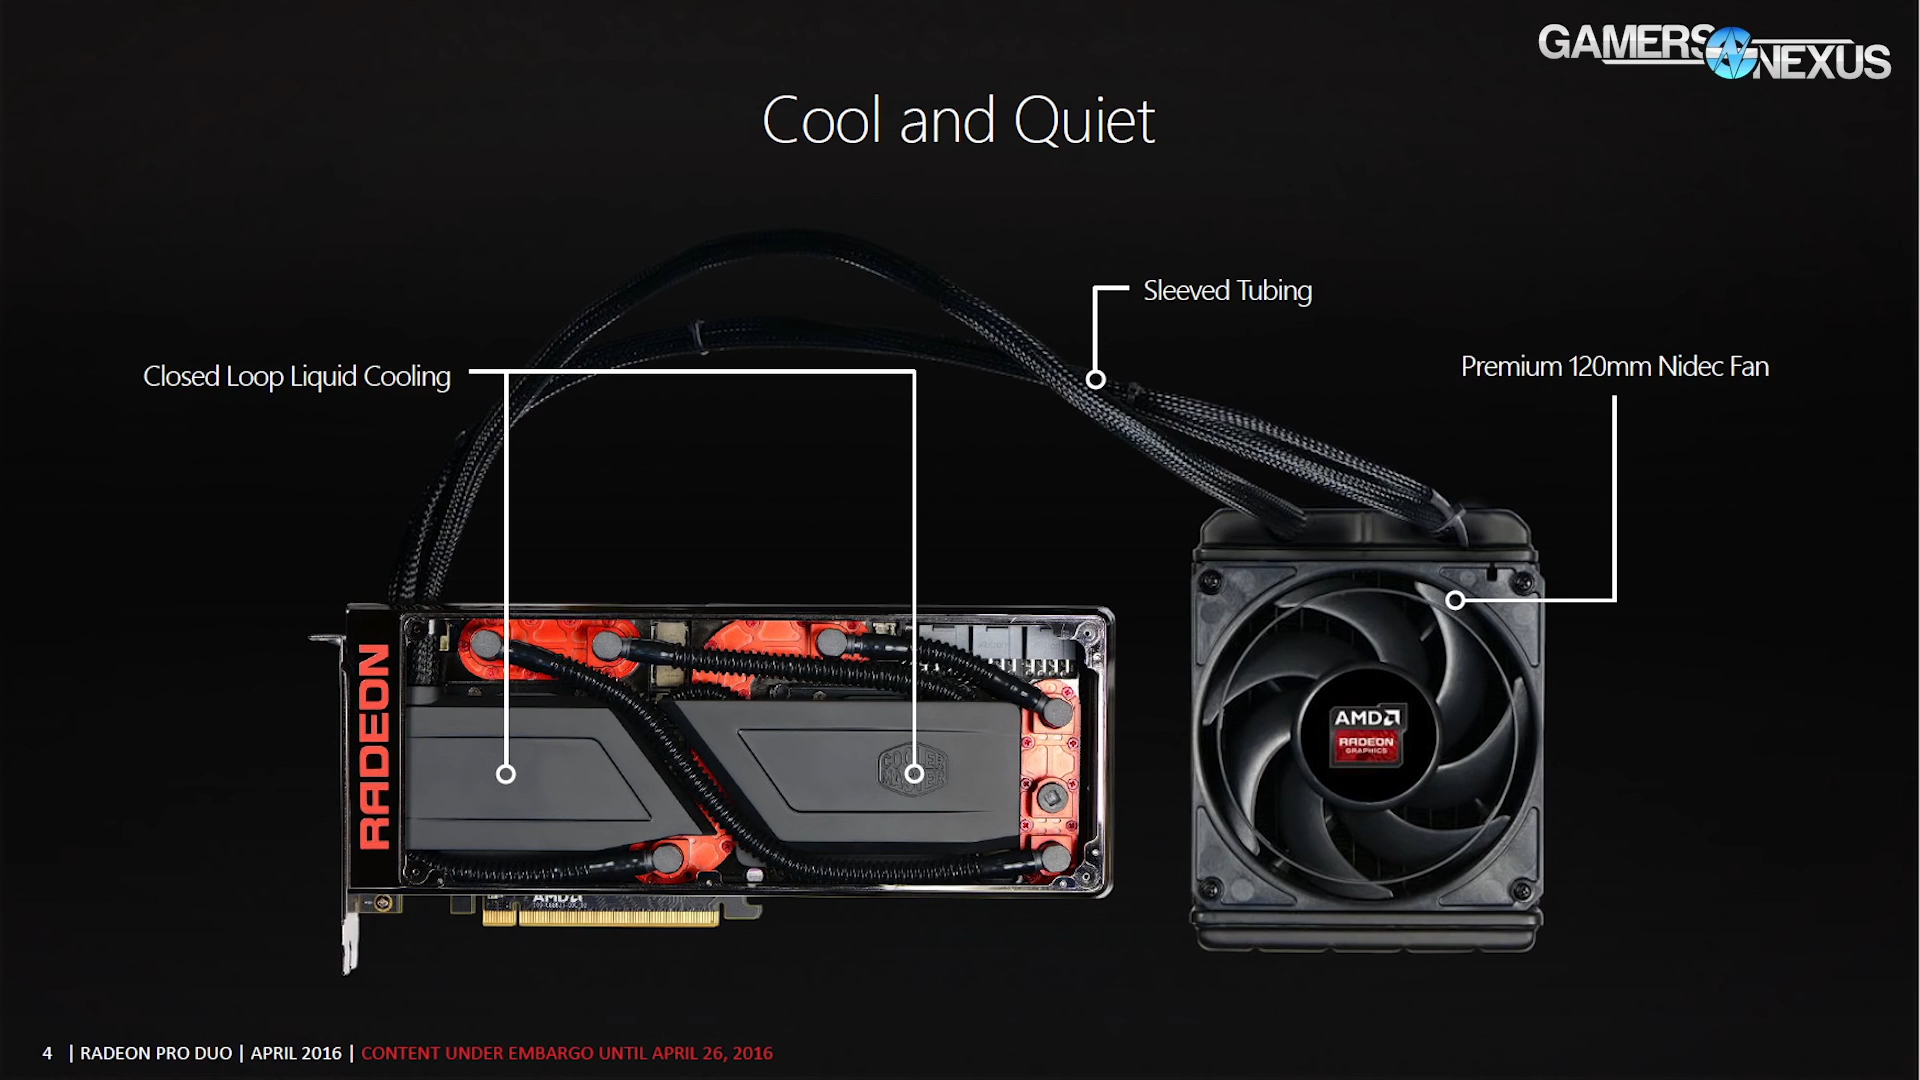 GAMERS NEXUS
Cool and Quiet
Sleeved Tubing
Closed Loop Liquid Cooling
Premium 120mm Nidec Fan
RADEON
COOLER
MASTER
AMD
RADEON
GRAPHICS
AMD
4 | RADEON PRO DUO | APRIL 2016 | CONTENT UNDER EMBARGO UNTIL APRIL 26, 2016